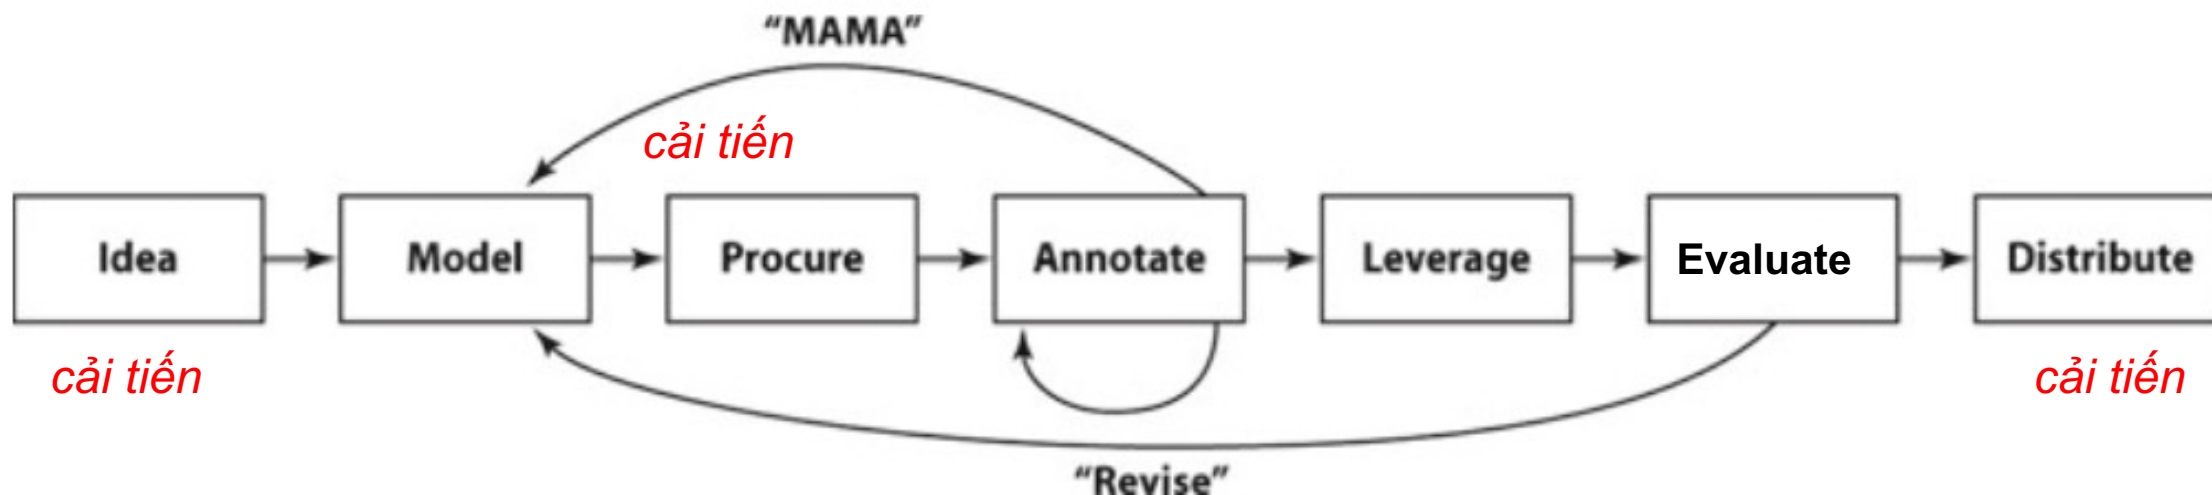 “MAMA”
cải tiến
Idea
Model
Procure
Annotate
Leverage
Evaluate
Distribute
cải tiến
cải tiến
“Revise”